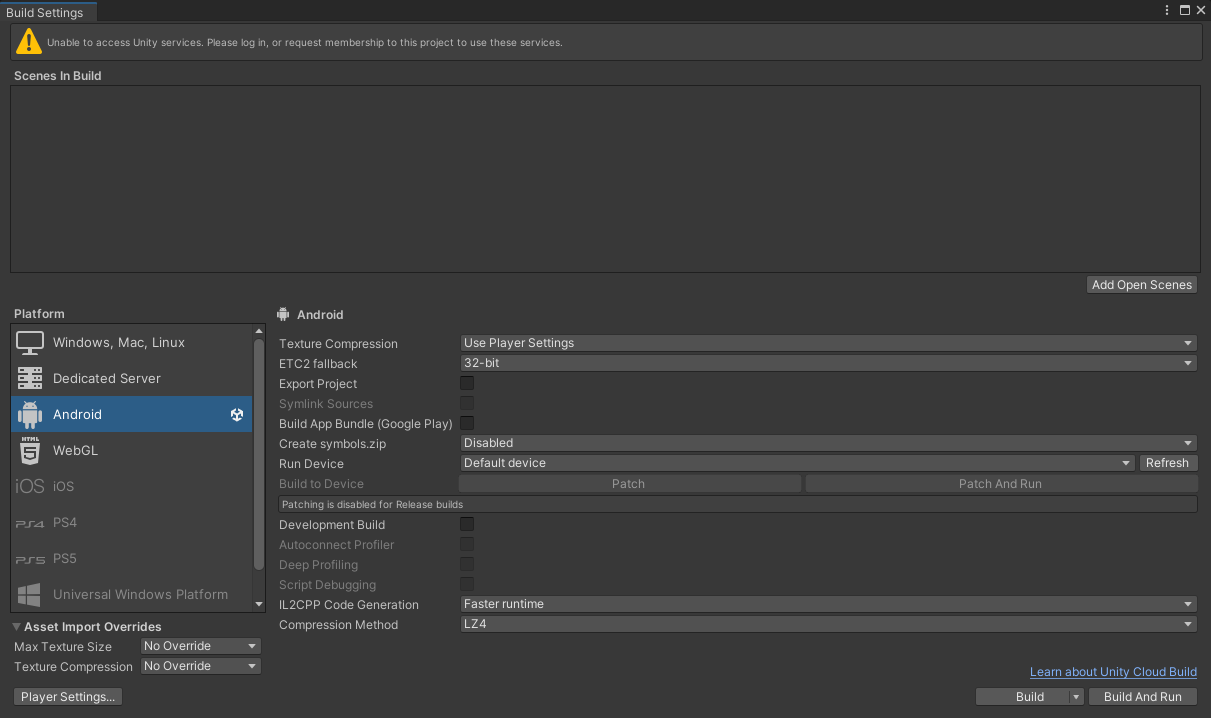 Build Settings
Unable to access Unity services. Please log in, or request membership to this project to use these services.
Scenes In Build
Add Open Scenes
Platform
Windows, Mac, Linux
Dedicated Server
Android
HTML
5
WebGL
iOS iOS
PS4 PS4
PS5 PS5
Universal Windows Platform
Asset Import Overrides
Max Texture Size No Override
Texture Compression No Override
Player Settings...
Android
Texture Compression Use Player Settings
ETC2 fallback 32-bit
Export Project
Symlink Sources
Build App Bundle (Google Play)
Create symbols.zip Disabled
Run Device Default device Refresh
Build to Device Patch Patch And Run
Patching is disabled for Release builds
Development Build
Autoconnect Profiler
Deep Profiling
Script Debugging
IL2CPP Code Generation Faster runtime
Compression Method LZ4
Learn about Unity Cloud Build
Build Build And Run